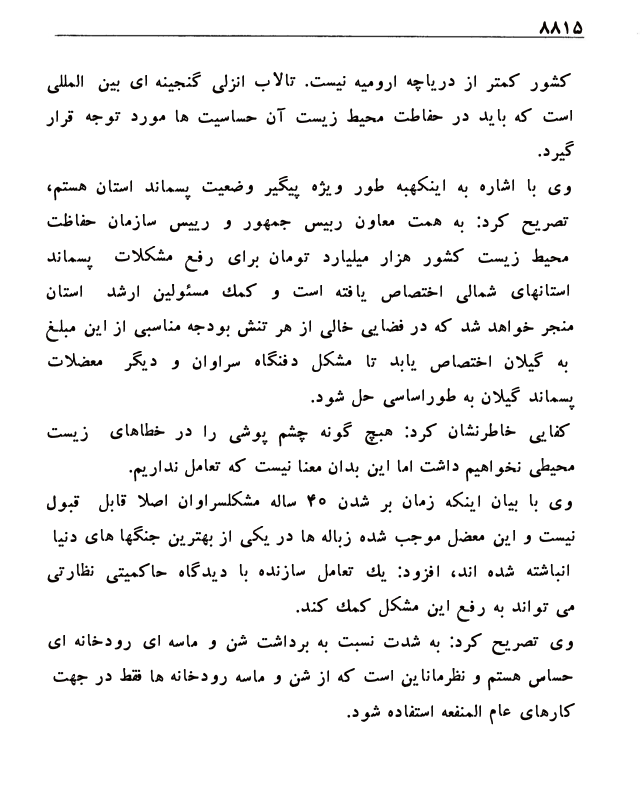 ۸۸۱۵
کشور کمتر از دریاچه ارومیه نیست. تالاب انزلی گنجینه ای بین المللی
است که باید در حفاظت محیط زیست آن حساسیت ها مورد توجه قرار
گیرد.
وی با اشاره به اینکهبه طور ویژه پیگیر وضعیت پسماند استان هستم،
تصریح کرد: به همت معاون ریبس جمهور و رییس سازمان حفاظت
محیط زیست کشور هزار میلیارد تومان برای رفع مشکلات پسماند
استانهای شمالی اختصاص یافته است و کمك مسئولین ارشد استان
منجر خواهد شد که در فضایی خالی از هر تنش بودجه مناسبی از این مبلغ
به گیلان اختصاص یابد تا مشکل دفنگاه سراوان و دیگر معضلات
پسماند گیلان به طوراساسی حل شود.
کفایی خاطرنشان کرد: هبچ گونه چشم پوشی را در خطاهای زیست
محیطی نخواهیم داشت اما این بدان معنا نیست که تعامل نداریم.
وی با بیان اینکه زمان بر شدن ۴۰ ساله مشکلسراوان اصلا قابل قبول
نیست و این معضل موجب شده زباله ها در یکی از بهترین جنگها های دنیا
انباشته شده اند، افزود: یك تعامل سازنده با دیدگاه حاکمیتی نظارتی
می تواند به رفع این مشکل کمك کند.
وی تصریح کرد: به شدت نسبت به برداشت شن و ماسه ای رودخانه ای
حساس هستم و نظرماناین است که از شن و ماسه رودخانه ها فقط در جهت
کارهای عام المنفعه استفاده شود.